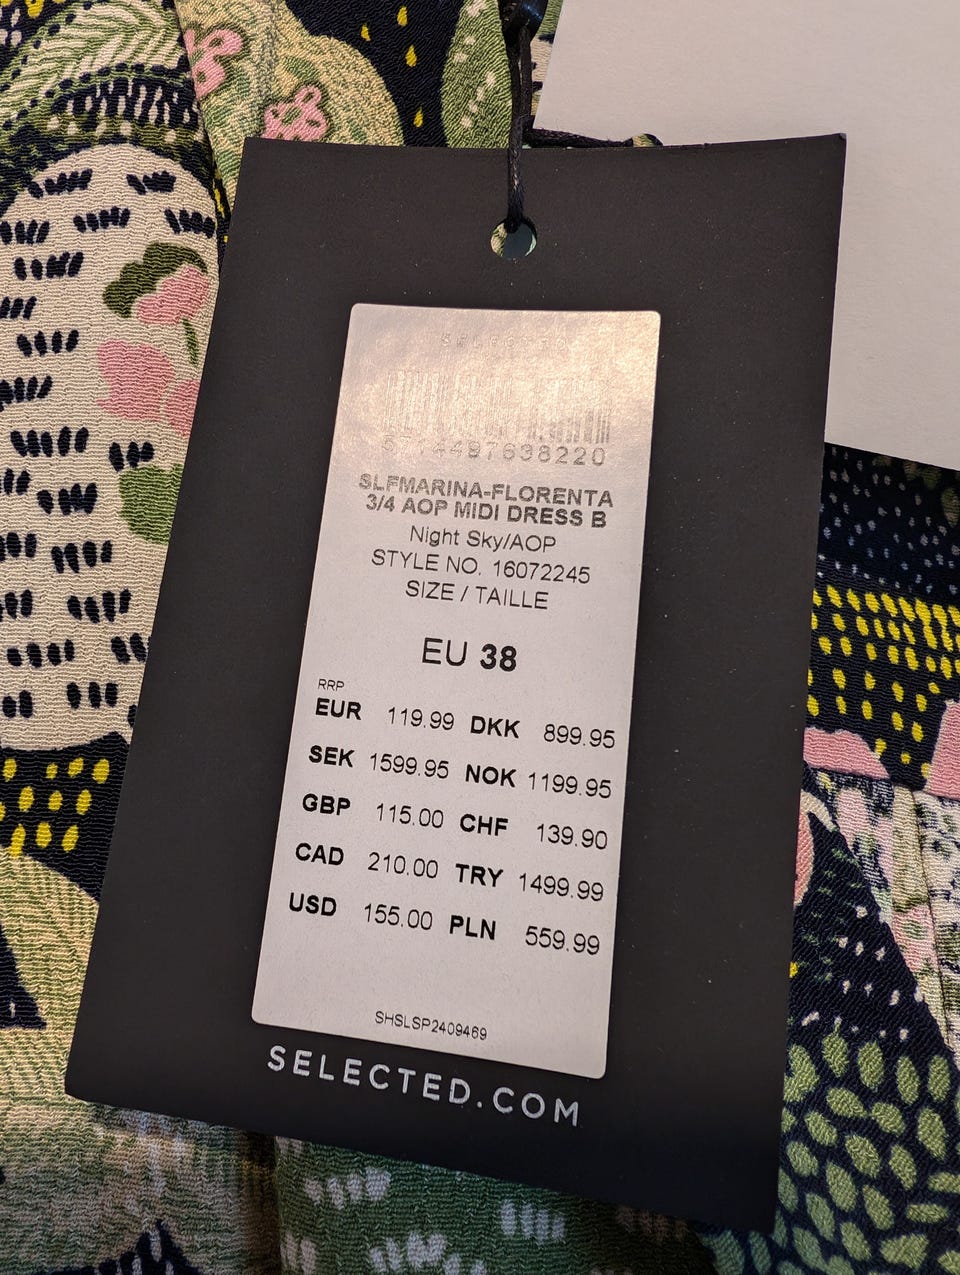 SELECTED
5714497638220
SLFMARINA-FLORENTA
3/4 AOP MIDI DRESS B
Night Sky/AOP
STYLE NO. 16072245
SIZE / TAILLE
EU 38
RRP
EUR 119.99 DKK 899.95
SEK 1599.95 NOK 1199.95
GBP 115.00 CHF 139.90
CAD 210.00 TRY 1499.99
USD 155.00 PLN 559.99
SHSLSP2409469
SELECTED.COM